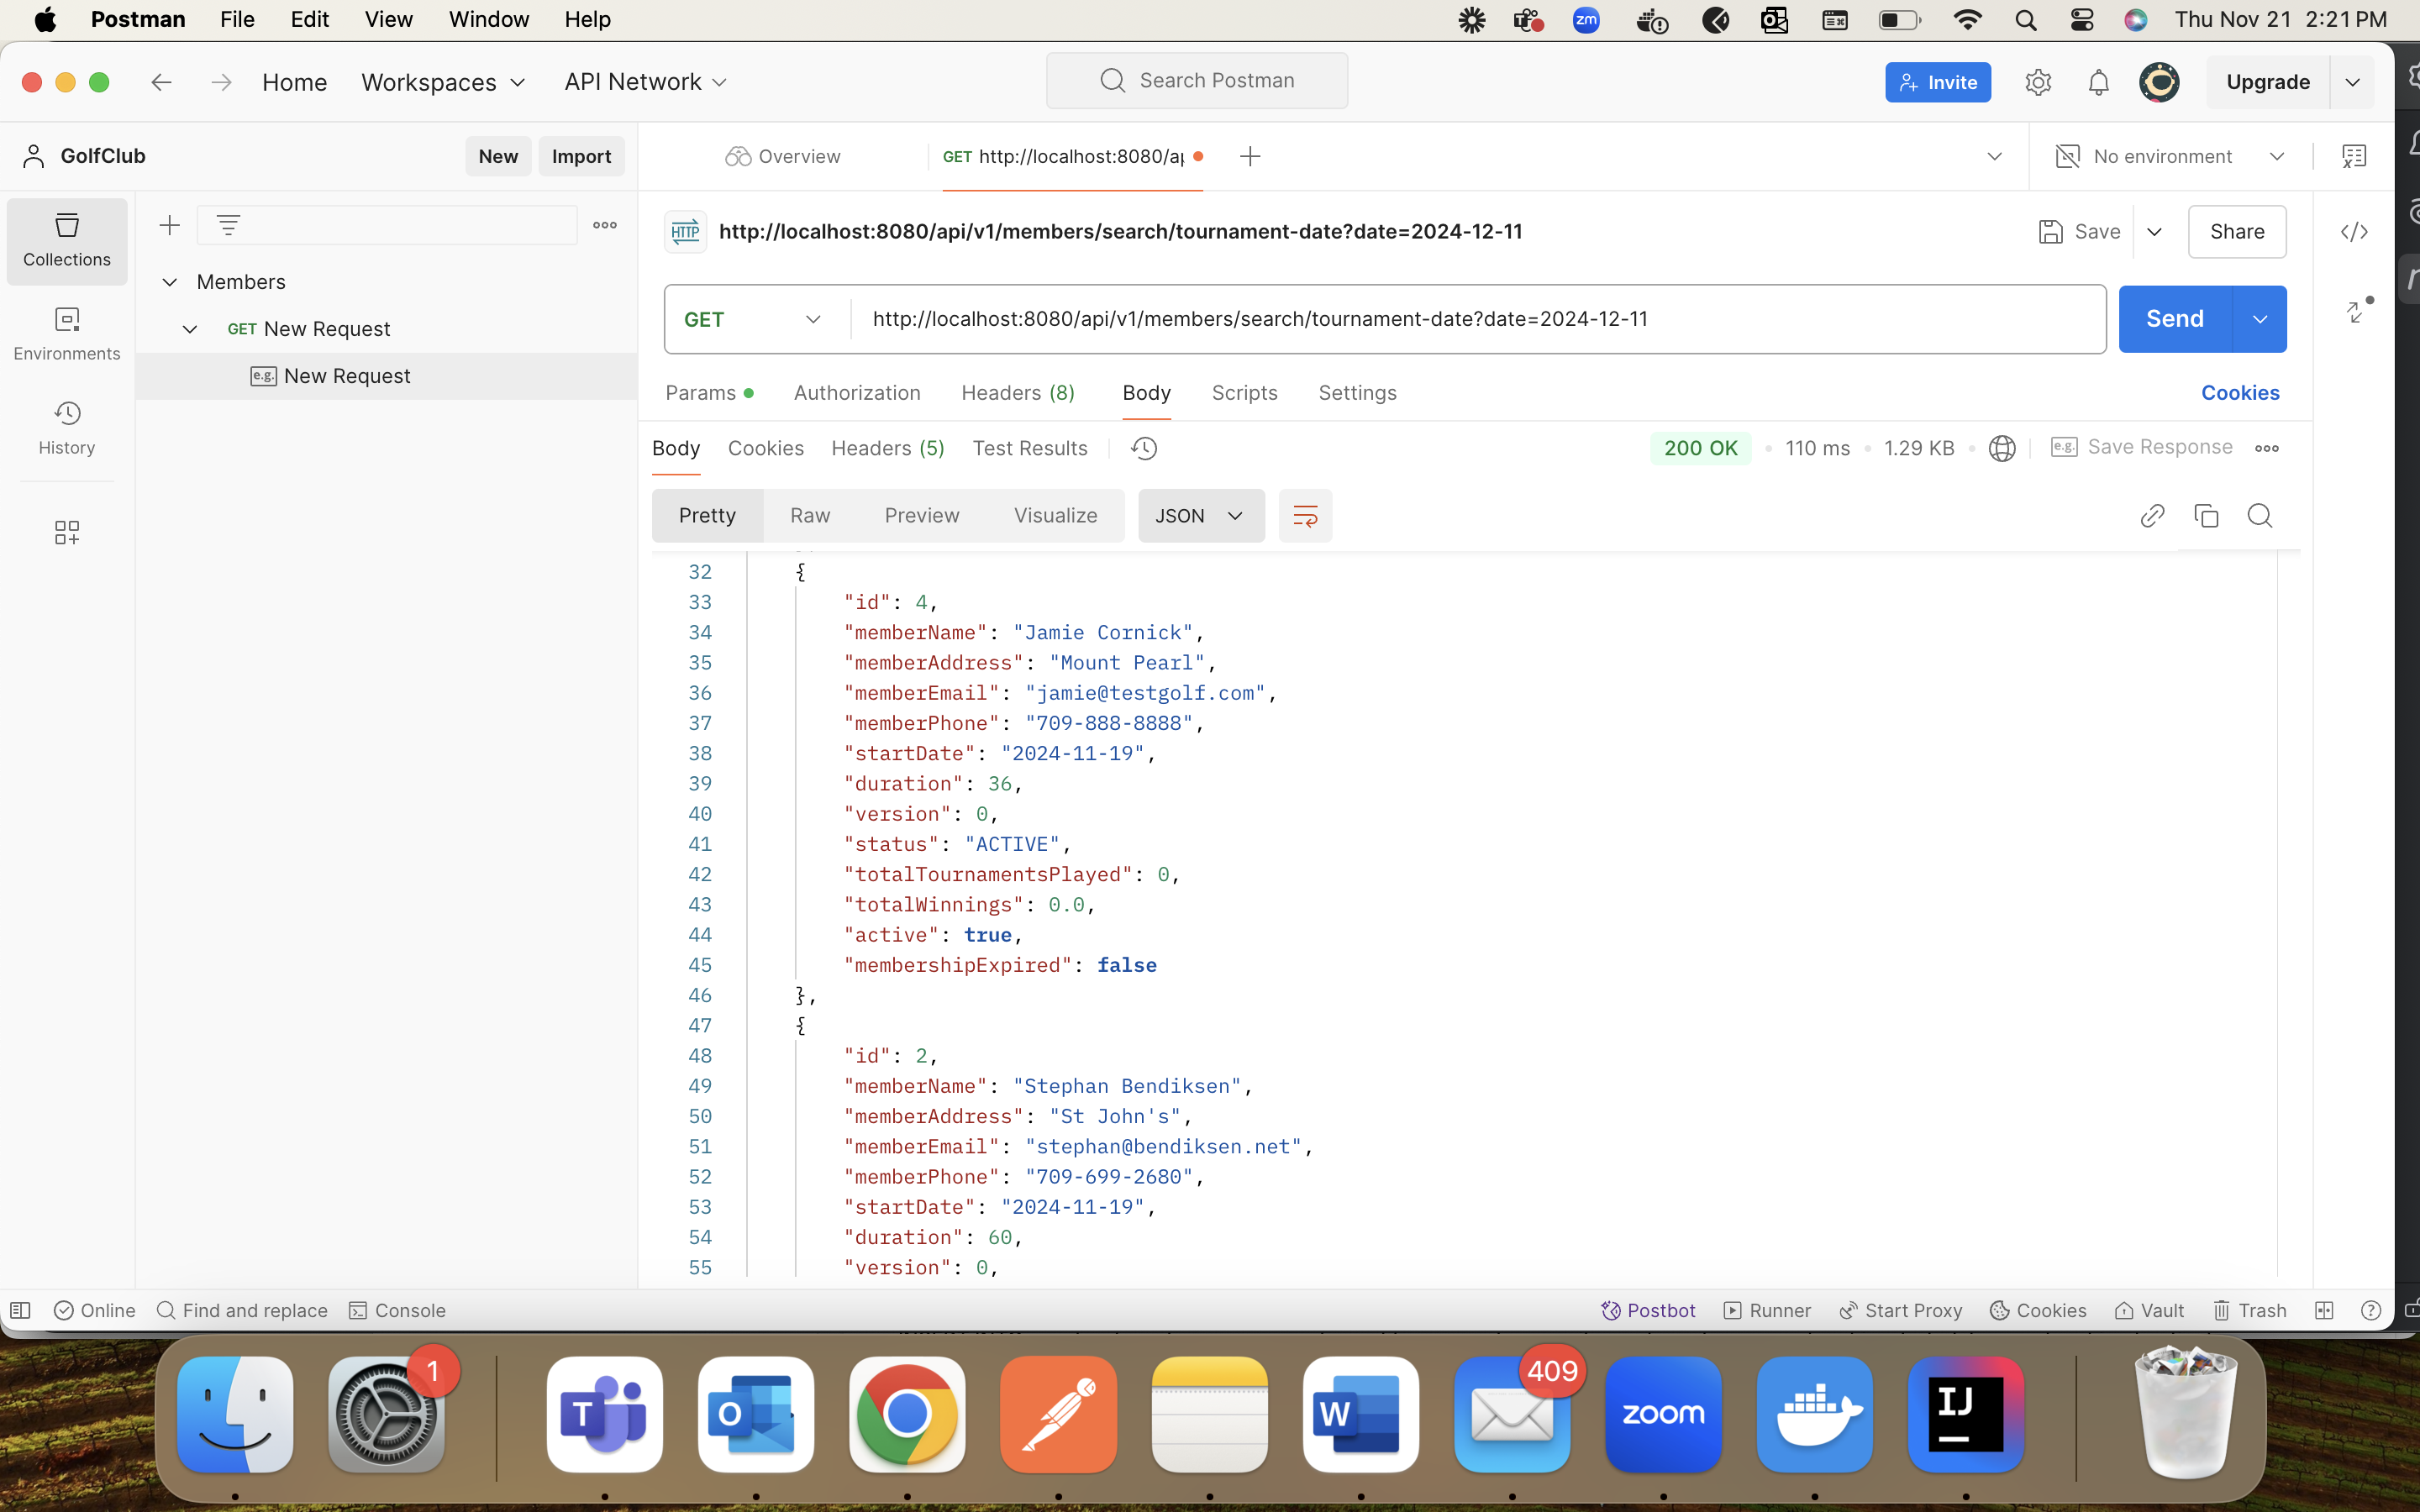 Postman File Edit View Window Help
zm
Thu Nov 21 2:21 PM
Home Workspaces API Network
Search Postman
Invite
Upgrade
GolfClub
New Import
Overview
GET http://localhost:8080/a
No environment
Collections
Environments
History
Members
GET New Request
e.g. New Request
HTTP http://localhost:8080/api/v1/members/search/tournament-date?date=2024-12-11
Save
Share
GET http://localhost:8080/api/v1/members/search/tournament-date?date=2024-12-11
Send
Params Authorization Headers (8) Body Scripts Settings
Cookies
Body Cookies Headers (5) Test Results
200 OK 110 ms 1.29 KB e.g. Save Response
Pretty Raw Preview Visualize JSON
32 {
33 "id": 4,
34 "memberName": "Jamie Cornick",
35 "memberAddress": "Mount Pearl",
36 "memberEmail": "jamie@testgolf.com",
37 "memberPhone": "709-888-8888",
38 "startDate": "2024-11-19",
39 "duration": 36,
40 "version": 0,
41 "status": "ACTIVE",
42 "totalTournamentsPlayed": 0,
43 "totalWinnings": 0.0,
44 "active": true,
45 "membershipExpired": false
46 },
47 {
48 "id": 2,
49 "memberName": "Stephan Bendiksen",
50 "memberAddress": "St John's",
51 "memberEmail": "stephan@bendiksen.net",
52 "memberPhone": "709-699-2680",
53 "startDate": "2024-11-19",
54 "duration": 60,
55 "version": 0,
Online Find and replace Console
Postbot Runner Start Proxy Cookies Vault Trash
1
409
T
O
W
zoom
IJ